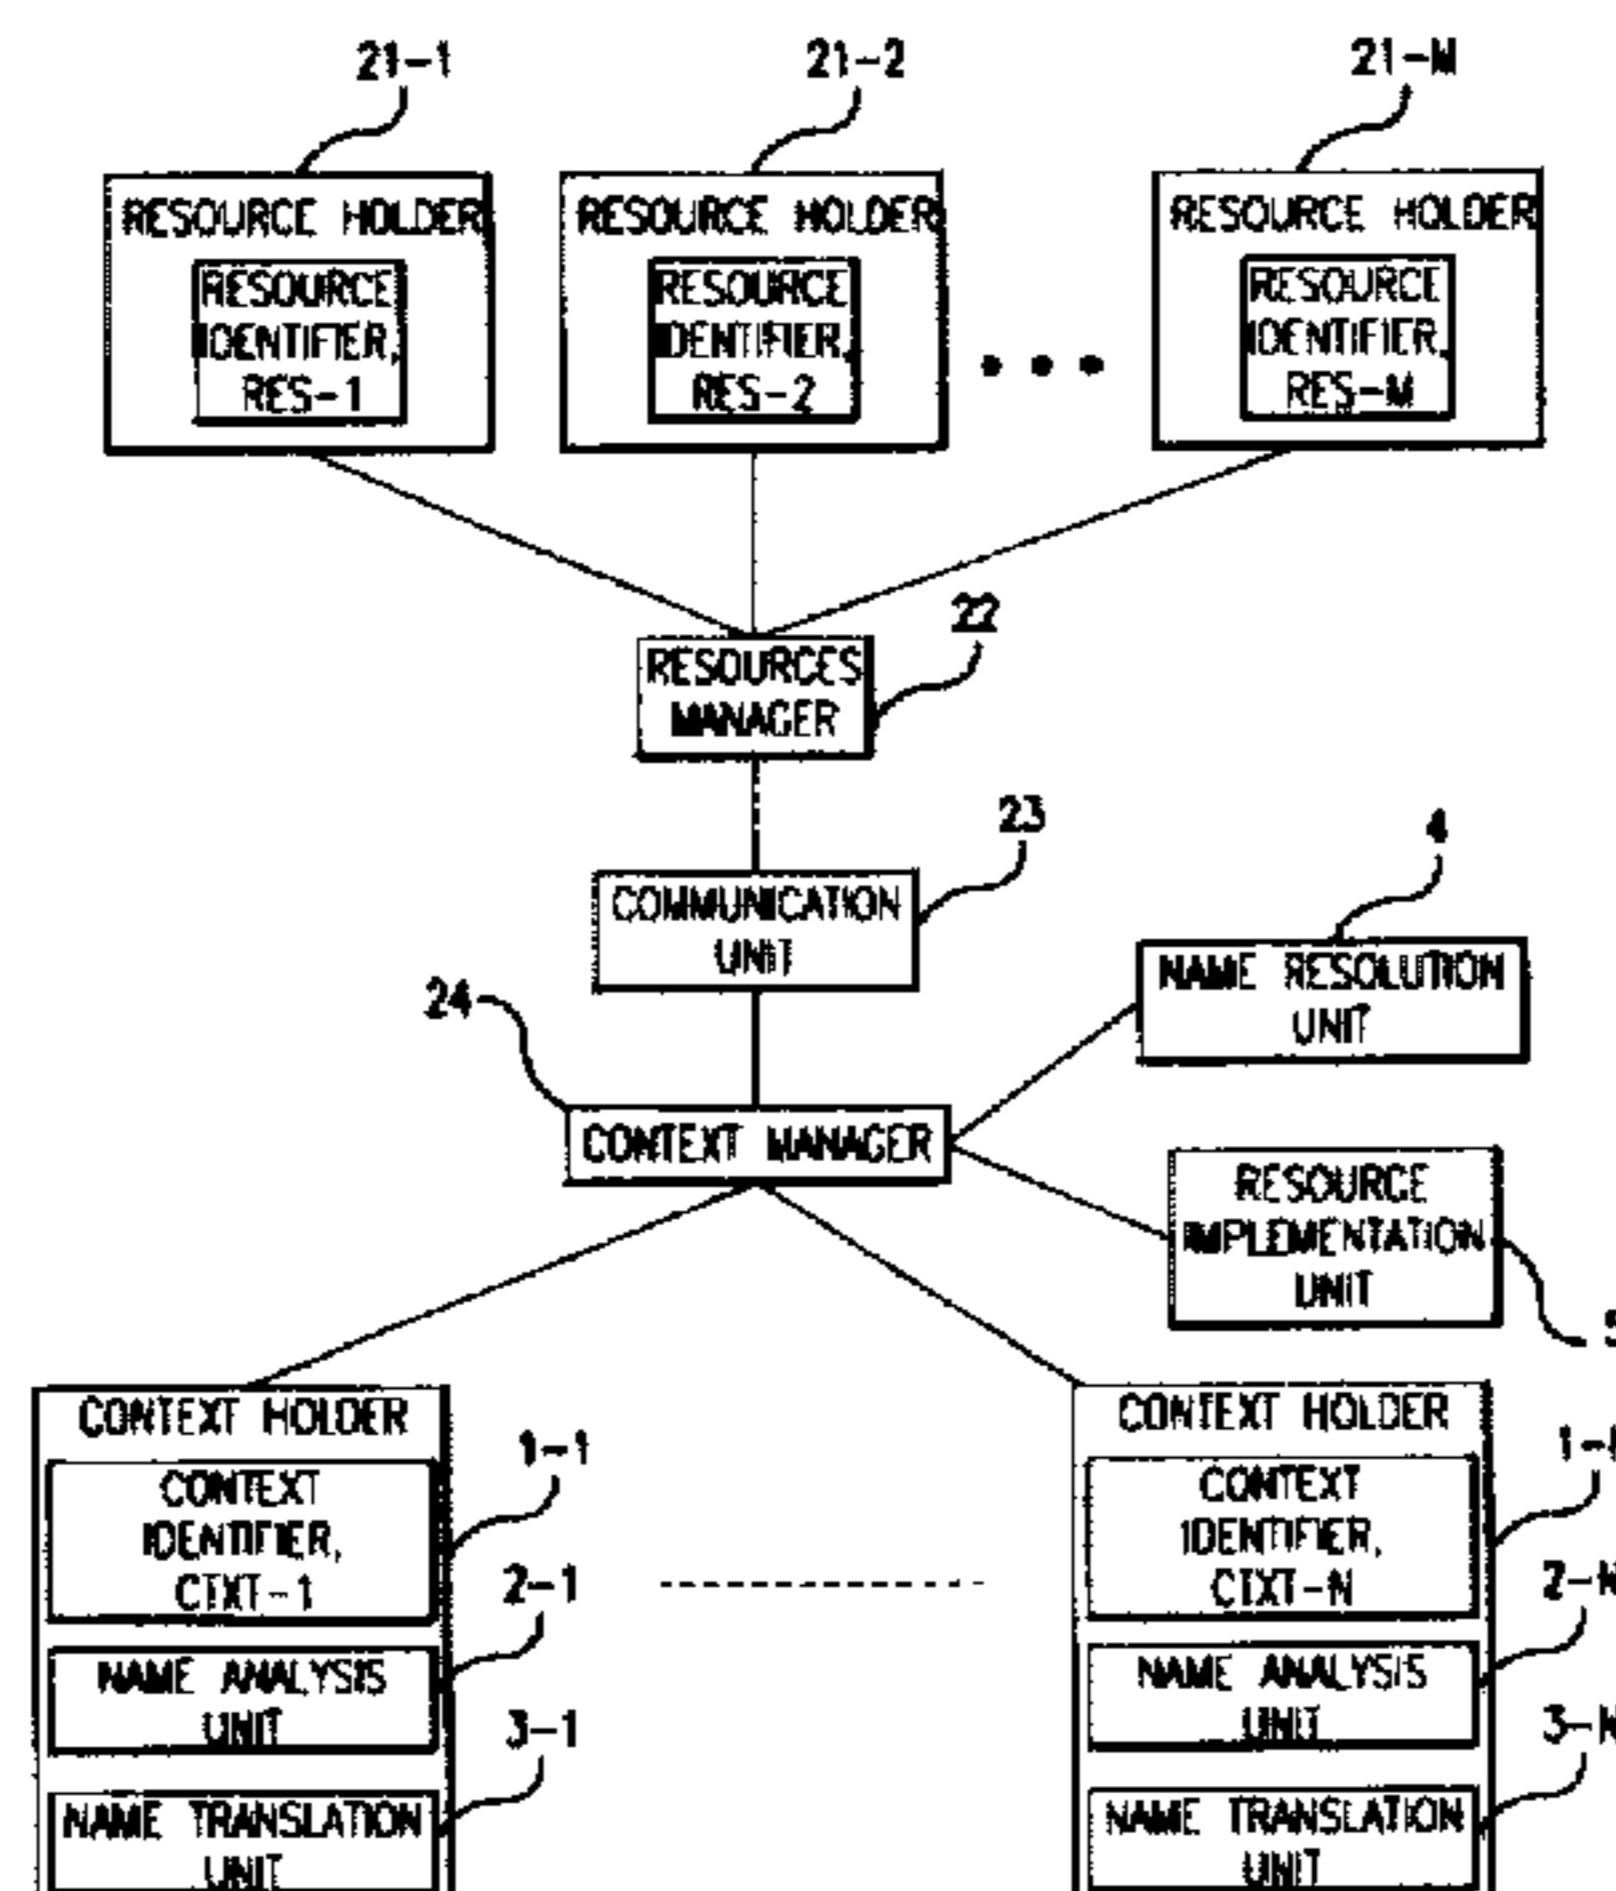 21-1
21-2
21-M
RESOURCE HOLDER
RESOURCE IDENTIFIER, RES-1
RESOURCE HOLDER
RESOURCE IDENTIFIER, RES-2
RESOURCE HOLDER
RESOURCE IDENTIFIER, RES-M
RESOURCES
MANAGER
22
COMMUNICATION
UNIT
23
4
NAME RESOLUTION
UNIT
24
CONTEXT MANAGER
RESOURCE
IMPLEMENTATION
UNIT
CONTEXT HOLDER
CONTEXT
IDENTIFIER,
CTXT-1
1-1
NAME ANALYSIS
UNIT
2-1
NAME TRANSLATION
UNIT
3-1
CONTEXT HOLDER
CONTEXT
IDENTIFIER,
CTXT-N
NAME ANALYSIS
UNIT
2-N
NAME TRANSLATION
UNIT
3-N